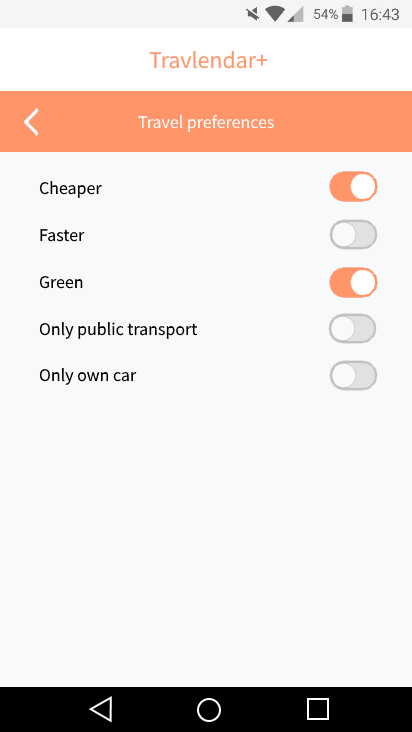 54% 16:43
Travlendar+
Travel preferences
Cheaper
Faster
Green
Only public transport
Only own car